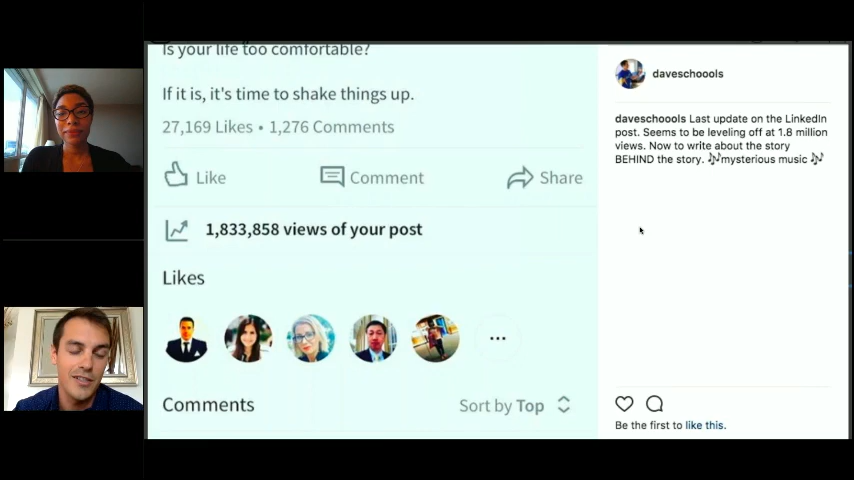 Is your life too comfortable?
If it is, it's time to shake things up.
27,169 Likes • 1,276 Comments
Like
Comment
Share
1,833,858 views of your post
Likes
...
Comments
Sort by Top
daveschoools
daveschoools Last update on the LinkedIn
post. Seems to be leveling off at 1.8 million
views. Now to write about the story
BEHIND the story. 🎶mysterious music 🎶
Be the first to like this.